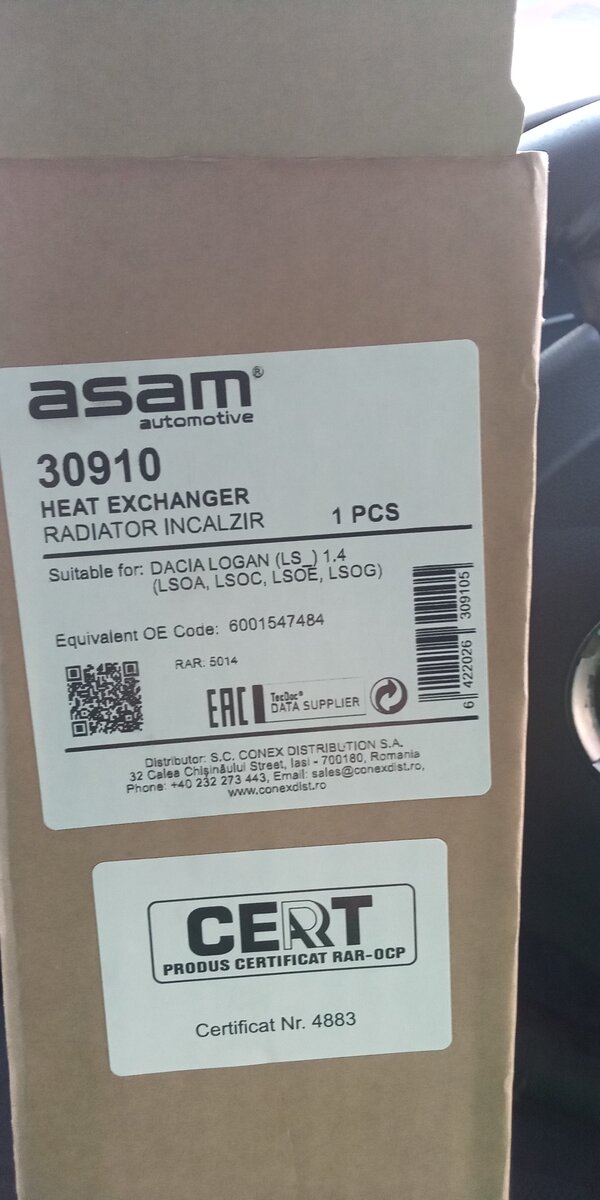 asam®
automotive
30910
HEAT EXCHANGER
RADIATOR INCALZIR 1 PCS
Suitable for: DACIA LOGAN (LS_) 1.4
(LSOA, LSOC, LSOE, LSOG)
Equivalent OE Code: 6001547484
RAR: 5014
EAC TecDoc®
DATA SUPPLIER
6 422026 309105
Distributor: S.C. CONEX DISTRIBUTION S.A.
32 Calea Chişinăului Street, Iasi - 700180, Romania
Phone: +40 232 273 443, Email: sales@conexdist.ro,
www.conexdist.ro
CERT
PRODUS CERTIFICAT RAR-OCP
Certificat Nr. 4883